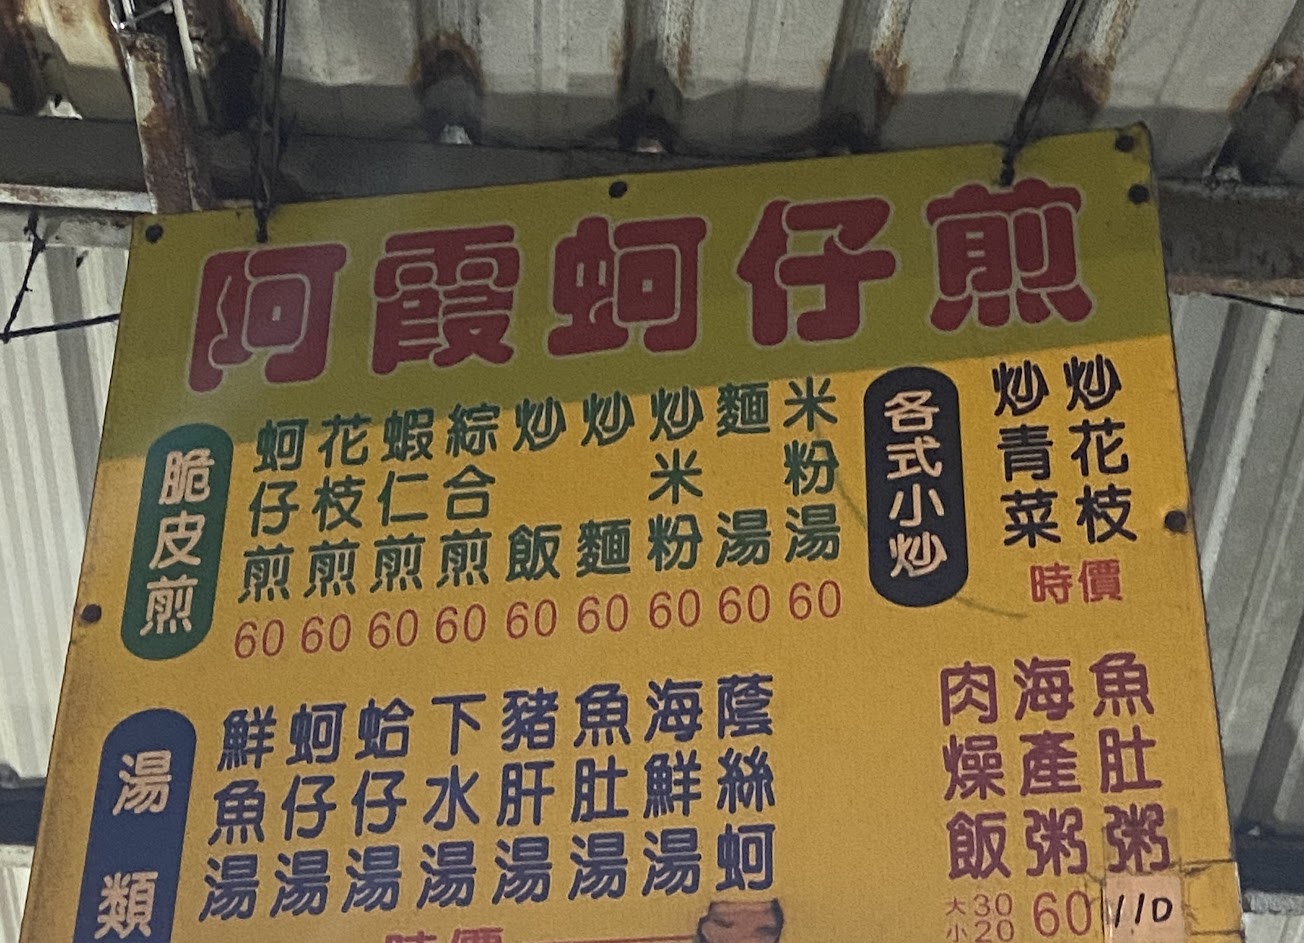 阿霞蚵仔煎
脆皮煎
蚵仔煎 60
花枝煎 60
蝦仁煎 60
綜合煎 60
炒飯 60
炒麵 60
炒米粉 60
麵湯 60
米粉湯 60
各式小炒
炒青菜
炒花枝
時價
湯類
鮮魚湯
蚵仔湯
蛤仔湯
下水湯
豬肝湯
魚肚湯
海鮮湯
蔭絲蚵
時價
肉燥飯 大30 小20
海產粥 60
魚肚粥 110